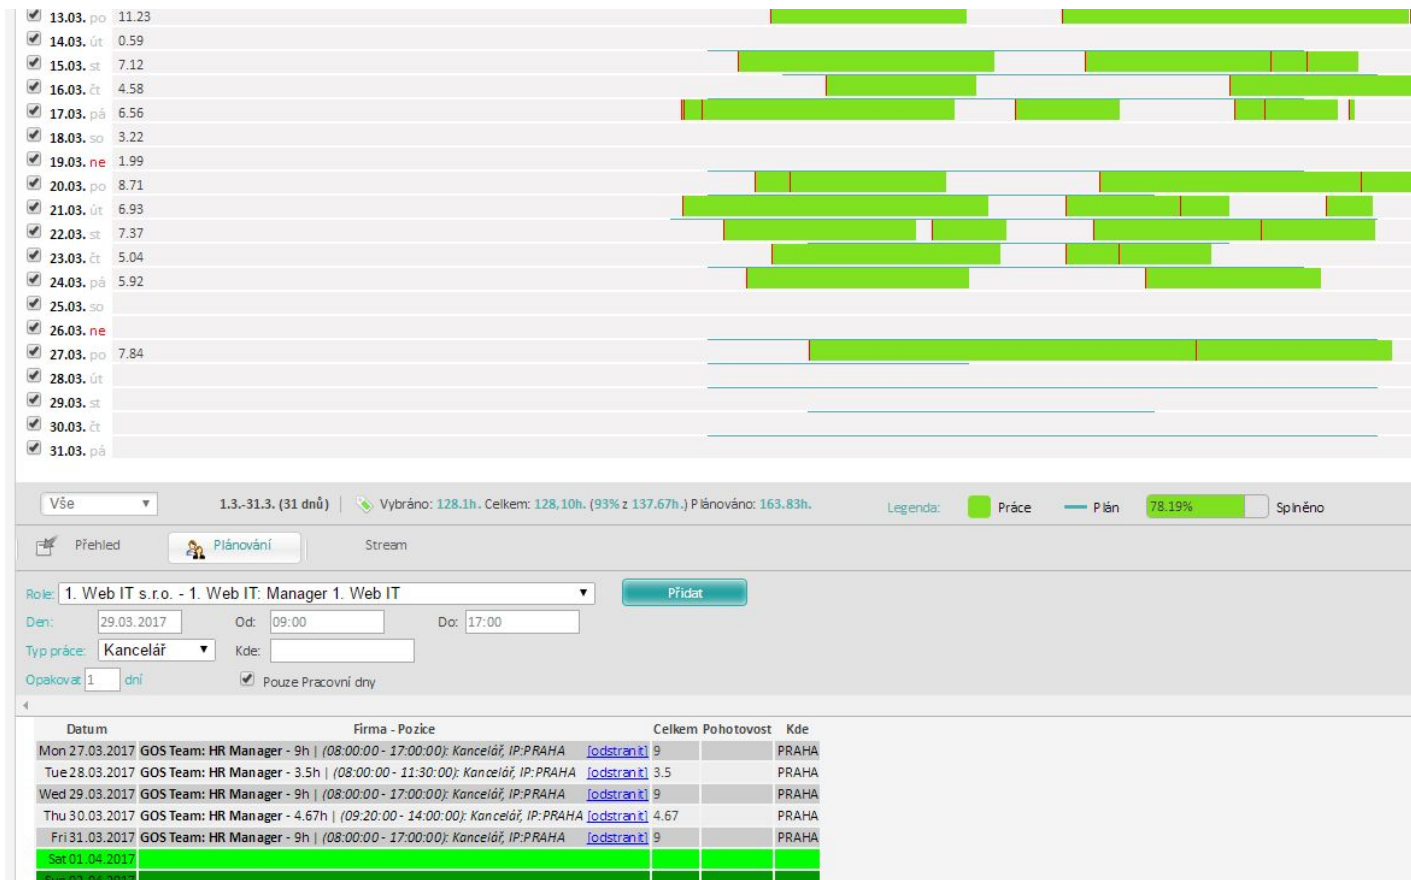 13.03. po 11.23
14.03. út 0.59
15.03. st 7.12
16.03. čt 4.58
17.03. pá 6.56
18.03. so 3.22
19.03. ne 1.99
20.03. po 8.71
21.03. út 6.93
22.03. st 7.37
23.03. čt 5.04
24.03. pá 5.92
25.03. so
26.03. ne
27.03. po 7.84
28.03. út
29.03. st
30.03. čt
31.03. pá
Vše 1.3.-31.3. (31 dnů) Vybráno: 128.1h. Celkem: 128,10h. (93% z 137.67h.) Plánováno: 163.83h. Legenda: Práce Plán 78.19% Splněno
Přehled Plánování Stream
Role: 1. Web IT s.r.o. - 1. Web IT: Manager 1. Web IT Přidat
Den: 29.03.2017 Od: 09:00 Do: 17:00
Typ práce: Kancelář Kde:
Opakovat 1 dní Pouze Pracovní dny
Datum Firma - Pozice Celkem Pohotovost Kde
Mon 27.03.2017 GOS Team: HR Manager - 9h | (08:00:00 - 17:00:00): Kancelář, IP:PRAHA [odstranit] 9 PRAHA
Tue 28.03.2017 GOS Team: HR Manager - 3.5h | (08:00:00 - 11:30:00): Kancelář, IP:PRAHA [odstranit] 3.5 PRAHA
Wed 29.03.2017 GOS Team: HR Manager - 9h | (08:00:00 - 17:00:00): Kancelář, IP:PRAHA [odstranit] 9 PRAHA
Thu 30.03.2017 GOS Team: HR Manager - 4.67h | (09:20:00 - 14:00:00): Kancelář, IP:PRAHA [odstranit] 4.67 PRAHA
Fri 31.03.2017 GOS Team: HR Manager - 9h | (08:00:00 - 17:00:00): Kancelář, IP:PRAHA [odstranit] 9 PRAHA
Sat 01.04.2017
Sun 02.04.2017